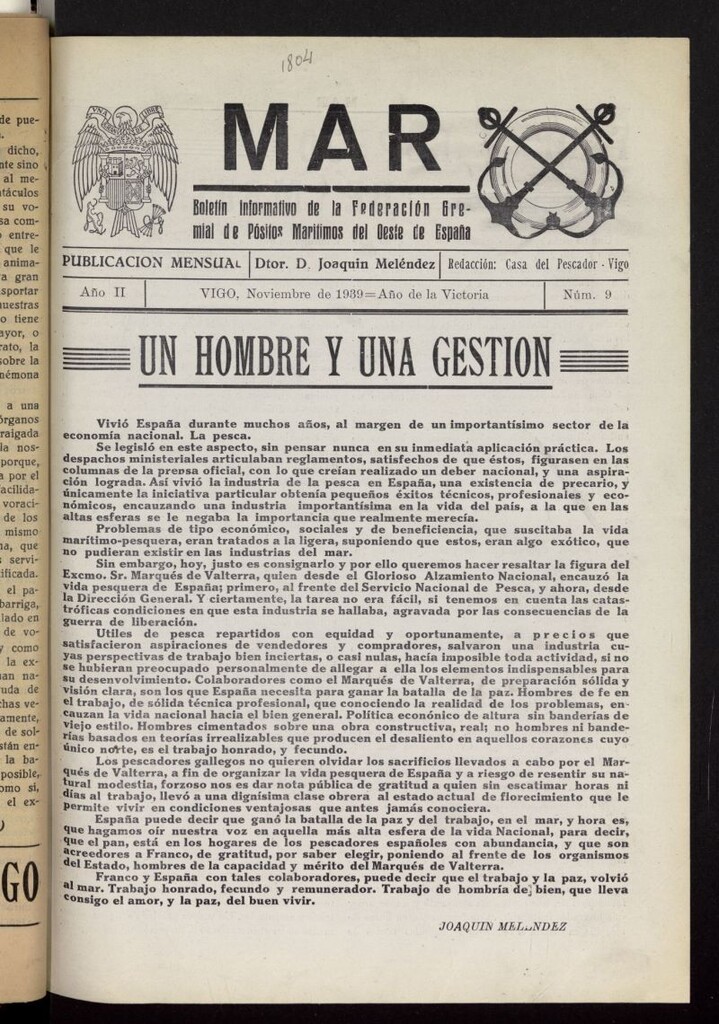 1804
MAR
Boletín Informativo de la Federación Gre-
mial de Pósitos Marítimos del Oeste de España
PUBLICACION MENSUAL
Dtor. D. Joaquin Meléndez
Redacción: Casa del Pescador - Vigo
Año II
VIGO, Noviembre de 1939=Año de la Victoria
Núm. 9
UN HOMBRE Y UNA GESTION
Vivió España durante muchos años, al margen de un importantísimo sector de la
economía nacional. La pesca.
Se legisló en este aspecto, sin pensar nunca en su inmediata aplicación práctica. Los
despachos ministeriales articulaban reglamentos, satisfechos de que éstos, figurasen en las
columnas de la prensa oficial, con lo que creían realizado un deber nacional, y una aspira-
ción lograda. Así vivió la industria de la pesca en España, una existencia de precario, y
únicamente la iniciativa particular obtenía pequeños éxitos técnicos, profesionales y eco-
nómicos, encauzando una industria importantísima en la vida del país, a la que en las
altas esferas se le negaba la importancia que realmente merecía.
Problemas de tipo económico, sociales y de beneficencia, que suscitaba la vida
marítimo-pesquera, eran tratados a la ligera, suponiendo que estos, eran algo exótico, que
no pudieran existir en las industrias del mar.
Sin embargo, hoy, justo es consignarlo y por ello queremos hacer resaltar la figura del
Excmo. Sr. Marqués de Valterra, quien desde el Glorioso Alzamiento Nacional, encauzó la
vida pesquera de España; primero, al frente del Servicio Nacional de Pesca, y ahora, desde
la Dirección General. Y ciertamente, la tarea no era fácil, si tenemos en cuenta las catas-
tróficas condiciones en que esta industria se hallaba, agravada por las consecuencias de la
guerra de liberación.
Utiles de pesca repartidos con equidad y oportunamente, a precios que
satisfacieron aspiraciones de vendedores y compradores, salvaron una industria cu-
yas perspectivas de trabajo bien inciertas, o casi nulas, hacía imposible toda actividad, si no
se hubieran preocupado personalmente de allegar a ella los elementos indispensables para
su desenvolvimiento. Colaboradores como el Marqués de Valterra, de preparación sólida y
visión clara, son los que España necesita para ganar la batalla de la paz. Hombres de fe en
el trabajo, de sólida técnica profesional, que conociendo la realidad de los problemas, en-
cauzan la vida nacional hacia el bien general. Política econónico de altura sin banderías de
viejo estilo. Hombres cimentados sobre una obra constructiva, real; no hombres ni bande-
rías basados en teorías irrealizables que producen el desaliento en aquellos corazones cuyo
único norte, es el trabajo honrado, y fecundo.
Los pescadores gallegos no quieren olvidar los sacrificios llevados a cabo por el Mar-
qués de Valterra, a fin de organizar la vida pesquera de España y a riesgo de resentir su na-
tural modestia, forzoso nos es dar nota pública de gratitud a quien sin escatimar horas ni
días al trabajo, llevó a una dignísima clase obrera al estado actual de florecimiento que le
permite vivir en condiciones ventajosas que antes jamás conociera.
España puede decir que ganó la batalla de la paz y del trabajo, en el mar, y hora es,
que hagamos oír nuestra voz en aquella más alta esfera de la vida Nacional, para decir,
que el pan, está en los hogares de los pescadores españoles con abundancia, y que son
acreedores a Franco, de gratitud, por saber elegir, poniendo al frente de los organismos
del Estado, hombres de la capacidad y mérito del Marqués de Valterra.
Franco y España con tales colaboradores, puede decir que el trabajo y la paz, volvió
al mar. Trabajo honrado, fecundo y remunerador. Trabajo de hombría de bien, que lleva
consigo el amor, y la paz, del buen vivir.
JOAQUIN MELENDEZ